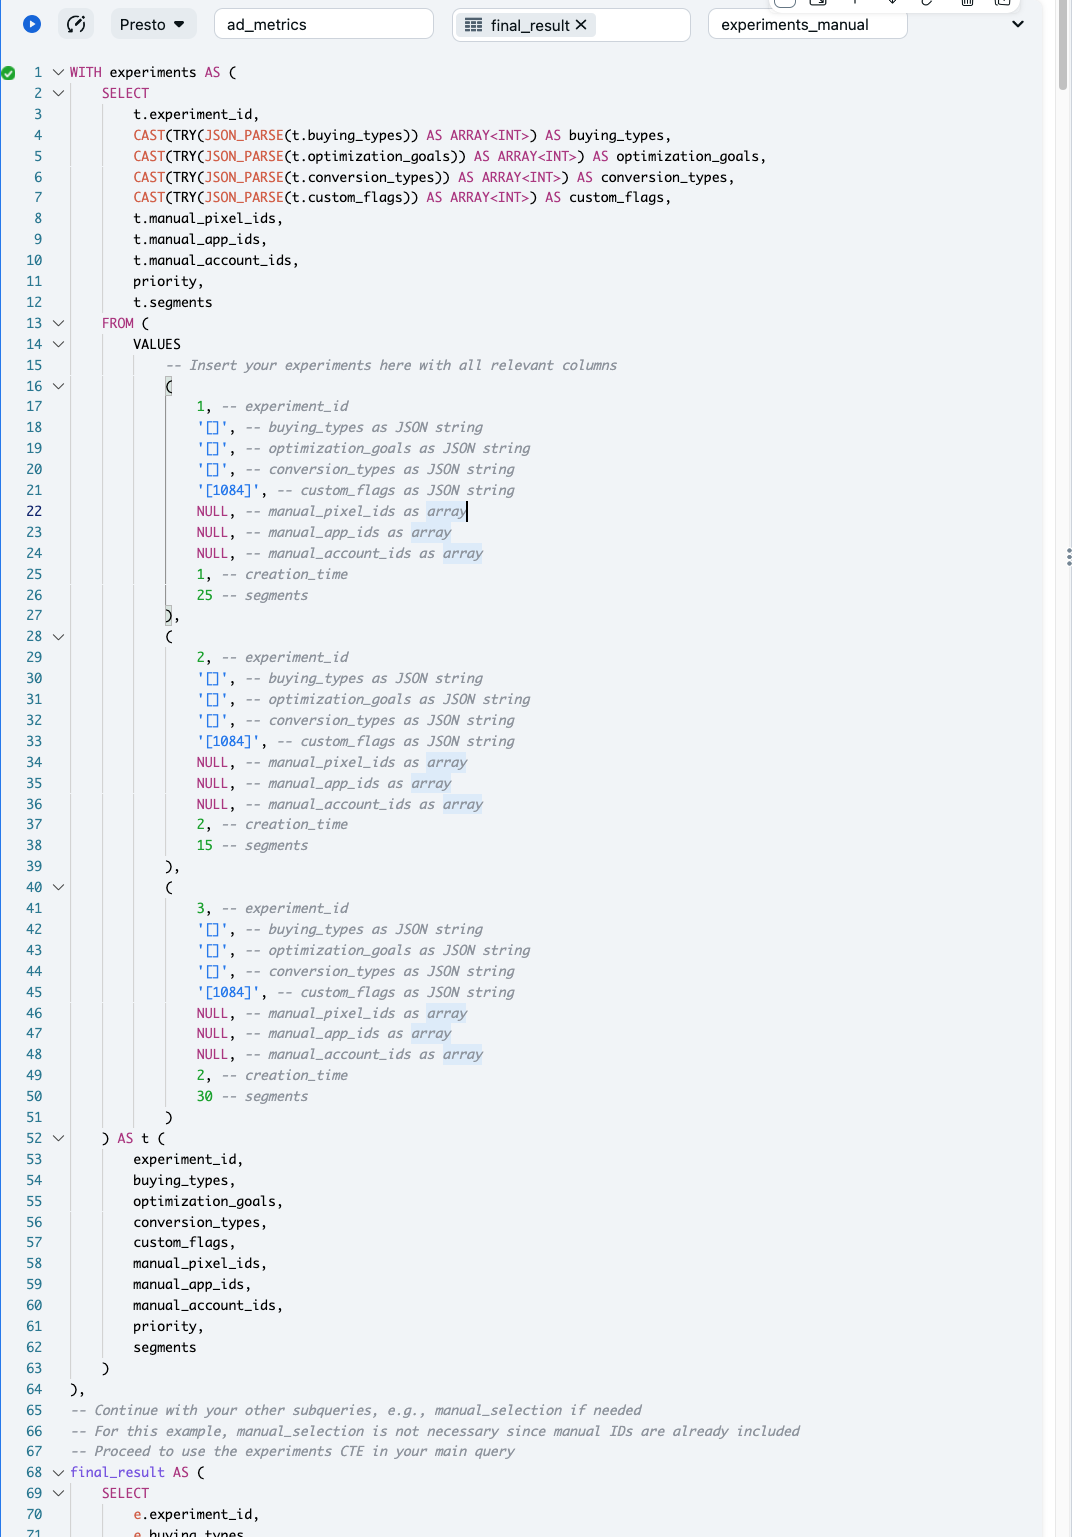 Presto ad_metrics final_result experiments_manual
1 WITH experiments AS (
2 SELECT
3 t.experiment_id,
4 CAST(TRY(JSON_PARSE(t.buying_types)) AS ARRAY<INT>) AS buying_types,
5 CAST(TRY(JSON_PARSE(t.optimization_goals)) AS ARRAY<INT>) AS optimization_goals,
6 CAST(TRY(JSON_PARSE(t.conversion_types)) AS ARRAY<INT>) AS conversion_types,
7 CAST(TRY(JSON_PARSE(t.custom_flags)) AS ARRAY<INT>) AS custom_flags,
8 t.manual_pixel_ids,
9 t.manual_app_ids,
10 t.manual_account_ids,
11 priority,
12 t.segments
13 FROM (
14 VALUES
15 -- Insert your experiments here with all relevant columns
16 (
17 1, -- experiment_id
18 '[]', -- buying_types as JSON string
19 '[]', -- optimization_goals as JSON string
20 '[]', -- conversion_types as JSON string
21 '[1084]', -- custom_flags as JSON string
22 NULL, -- manual_pixel_ids as array
23 NULL, -- manual_app_ids as array
24 NULL, -- manual_account_ids as array
25 1, -- creation_time
26 25 -- segments
27 ),
28 (
29 2, -- experiment_id
30 '[]', -- buying_types as JSON string
31 '[]', -- optimization_goals as JSON string
32 '[]', -- conversion_types as JSON string
33 '[1084]', -- custom_flags as JSON string
34 NULL, -- manual_pixel_ids as array
35 NULL, -- manual_app_ids as array
36 NULL, -- manual_account_ids as array
37 2, -- creation_time
38 15 -- segments
39 ),
40 (
41 3, -- experiment_id
42 '[]', -- buying_types as JSON string
43 '[]', -- optimization_goals as JSON string
44 '[]', -- conversion_types as JSON string
45 '[1084]', -- custom_flags as JSON string
46 NULL, -- manual_pixel_ids as array
47 NULL, -- manual_app_ids as array
48 NULL, -- manual_account_ids as array
49 2, -- creation_time
50 30 -- segments
51 )
52 ) AS t (
53 experiment_id,
54 buying_types,
55 optimization_goals,
56 conversion_types,
57 custom_flags,
58 manual_pixel_ids,
59 manual_app_ids,
60 manual_account_ids,
61 priority,
62 segments
63 )
64 ),
65 -- Continue with your other subqueries, e.g., manual_selection if needed
66 -- For this example, manual_selection is not necessary since manual IDs are already included
67 -- Proceed to use the experiments CTE in your main query
68 final_result AS (
69 SELECT
70 e.experiment_id,
71 e.buying_types